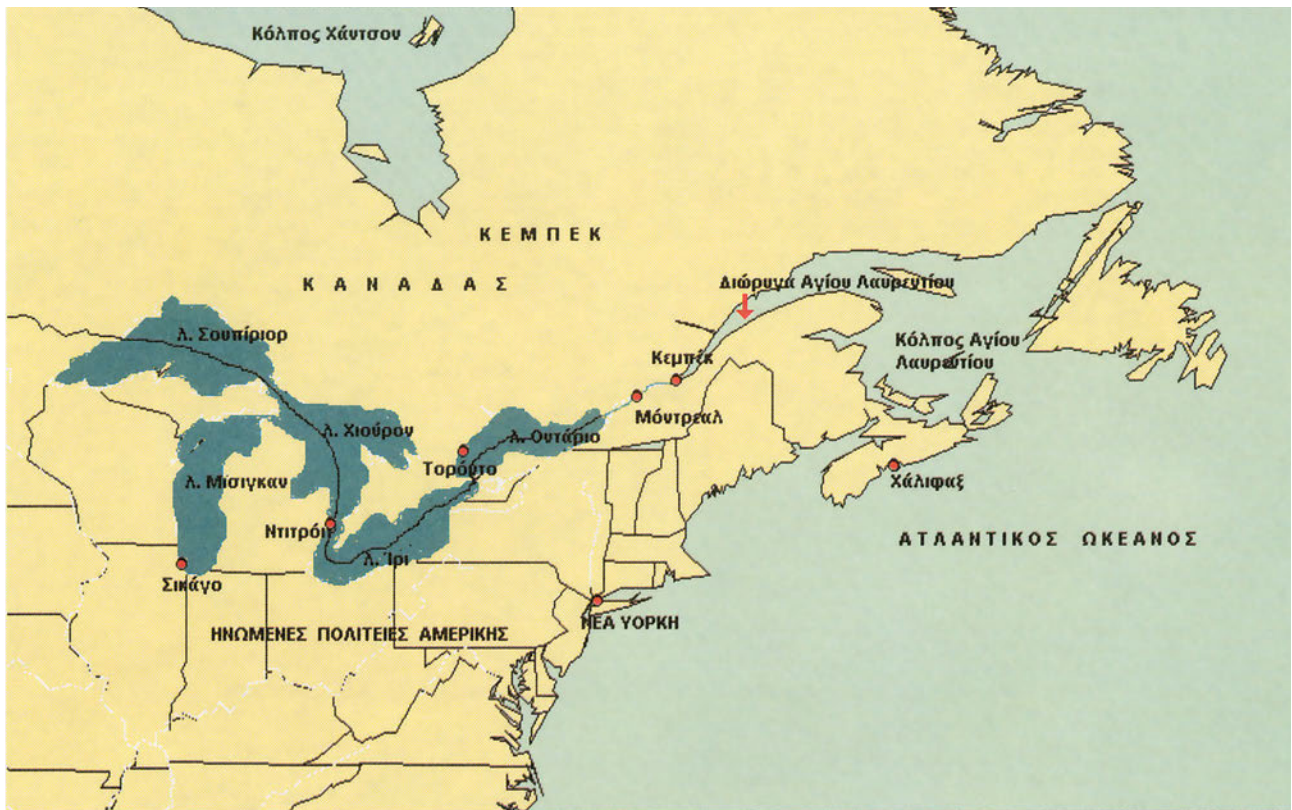 Κόλπος Χάντσον
ΚΕΜΠΕΚ
ΚΑΝΑΔΑΣ
Διώρυγα Αγίου Λαυρεντίου
λ. Σουπίριορ
Κόλπος Αγίου
Λαυρεντίου
Κεμπέκ
Μόντρεαλ
λ. Χιούρον
λ. Οντάριο
Τορόντο
λ. Μίσιγκαν
Χάλιφαξ
Ντιτρόιτ
ΑΤΛΑΝΤΙΚΟΣ ΩΚΕΑΝΟΣ
λ. Ίρι
Σικάγο
ΝΕΑ ΥΟΡΚΗ
ΗΝΩΜΕΝΕΣ ΠΟΛΙΤΕΙΕΣ ΑΜΕΡΙΚΗΣ